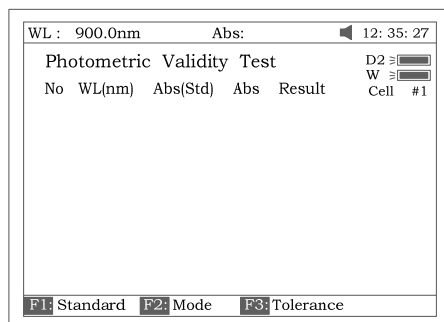 WL : 900.0nm Abs: 12: 35: 27
Photometric Validity Test D2
W
No WL(nm) Abs(Std) Abs Result Cell #1
F1: Standard F2: Mode F3: Tolerance